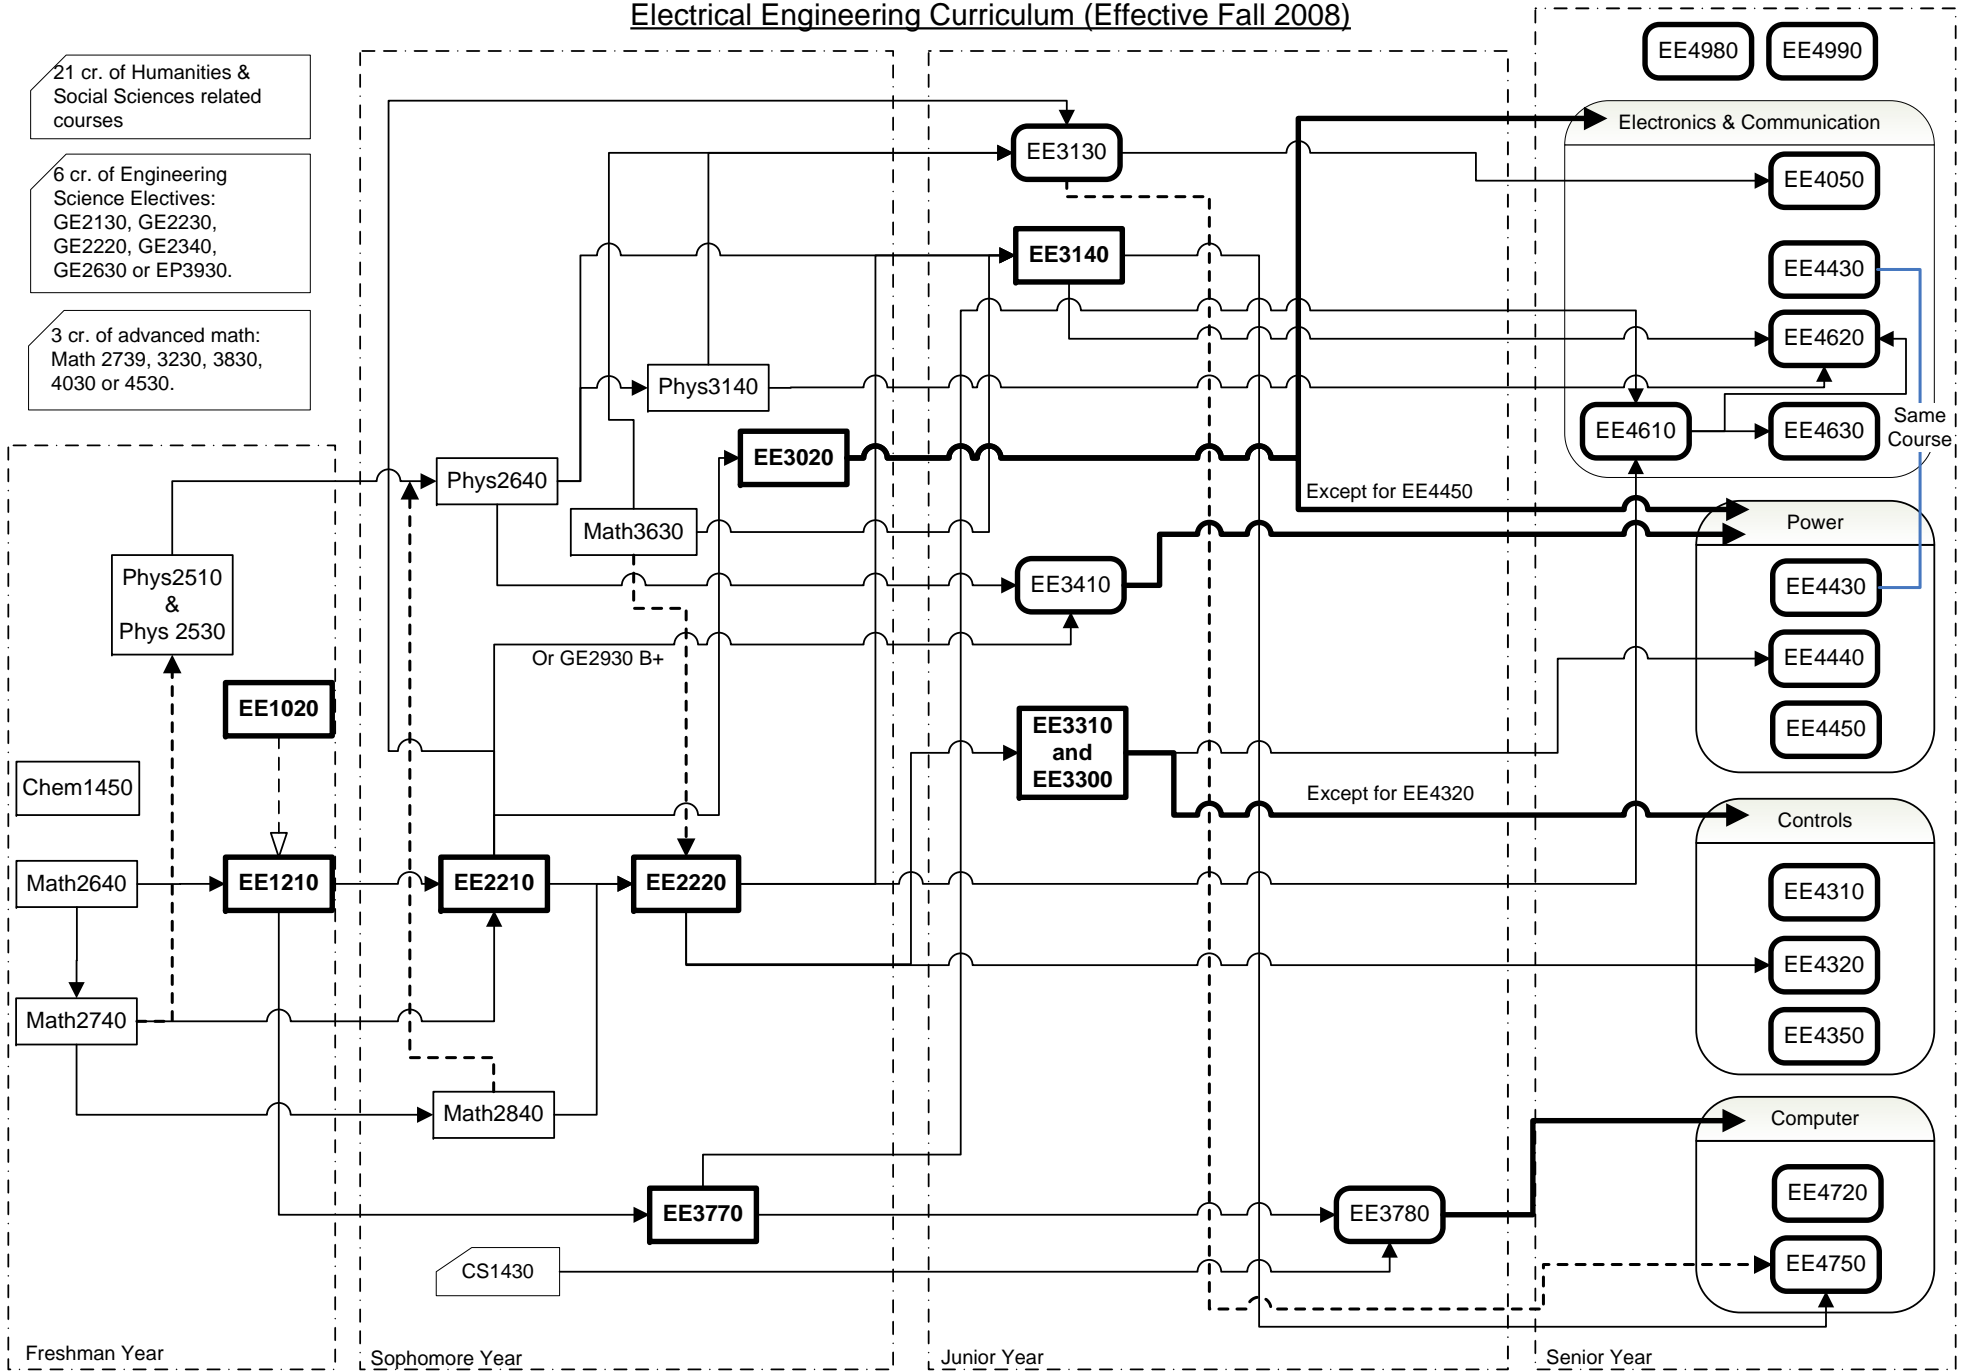 Electrical Engineering Curriculum (Effective Fall 2008)
21 cr. of Humanities &
Social Sciences related
courses
6 cr. of Engineering
Science Electives:
GE2130, GE2230,
GE2220, GE2340,
GE2630 or EP3930.
3 cr. of advanced math:
Math 2739, 3230, 3830,
4030 or 4530.
Phys2510
&
Phys 2530
EE1020
Chem1450
Math2640
EE1210
Math2740
Freshman Year
Phys2640
Phys3140
EE3020
Math3630
Or GE2930 B+
EE2210
EE2220
Math2840
EE3770
CS1430
Sophomore Year
EE3130
EE3140
EE3410
EE3310
and
EE3300
EE3780
Except for EE4450
Except for EE4320
Junior Year
EE4980
EE4990
Electronics & Communication
EE4050
EE4430
EE4620
EE4610
EE4630
Same
Course
Power
EE4430
EE4440
EE4450
Controls
EE4310
EE4320
EE4350
Computer
EE4720
EE4750
Senior Year